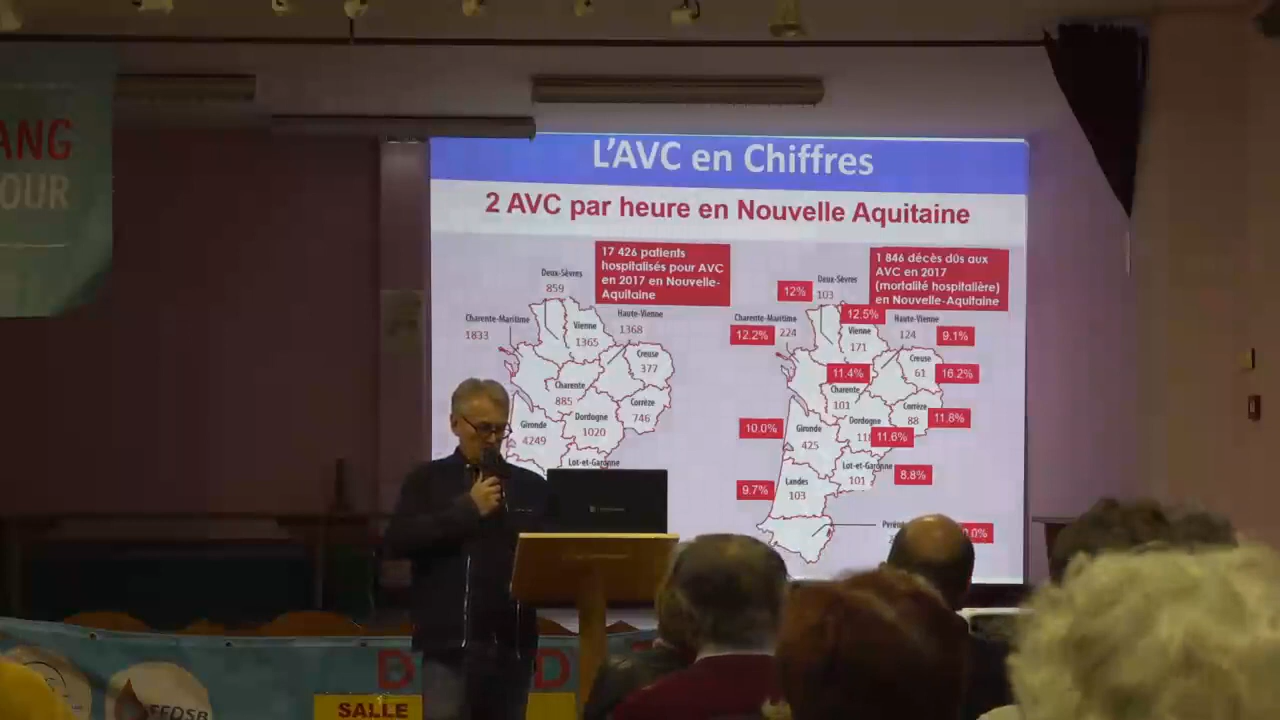 ANG
OUR
L'AVC en Chiffres
2 AVC par heure en Nouvelle Aquitaine
17 426 patients
hospitalisés pour AVC
en 2017 en Nouvelle-
Aquitaine
Deux-Sèvres
859
Charente-Maritime
1833
Vienne
1365
Haute-Vienne
1368
Creuse
377
Charente
885
Corrèze
746
Dordogne
1020
Gironde
4249
Lot-et-Garonne
1 846 décès dûs aux
AVC en 2017
(mortalité hospitalière)
en Nouvelle-Aquitaine
12%
Deux-Sèvres
103
12.5%
Charente-Maritime
12.2%
224
Vienne
171
Haute-Vienne
124
9.1%
Creuse
61
16.2%
11.4%
Charente
101
Corrèze
88
11.8%
Dordogne
11.6%
10.0%
Gironde
425
Lot-et-Garonne
101
8.8%
9.7%
Landes
103
FFDSB
SALLE